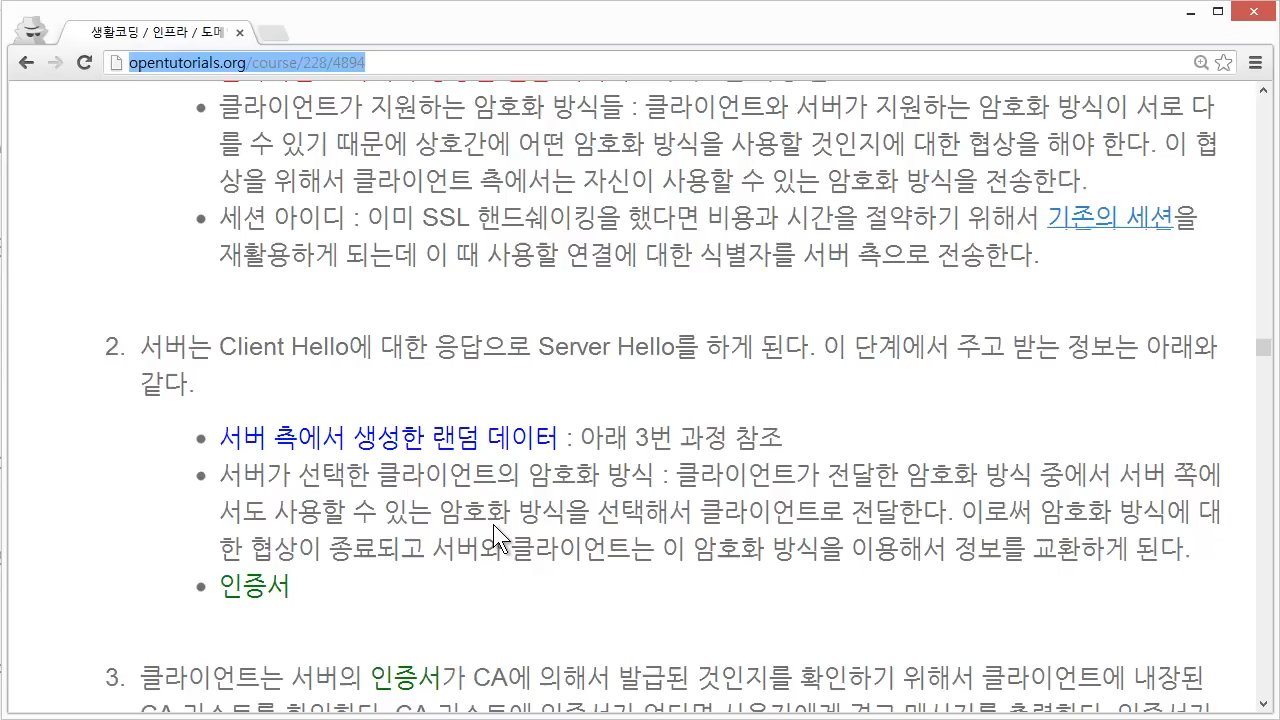 생활코딩 / 인프라 / 도메
opentutorials.org/course/228/4894
클라이언트가 지원하는 암호화 방식들 : 클라이언트와 서버가 지원하는 암호화 방식이 서로 다
를 수 있기 때문에 상호간에 어떤 암호화 방식을 사용할 것인지에 대한 협상을 해야 한다. 이 협
상을 위해서 클라이언트 측에서는 자신이 사용할 수 있는 암호화 방식을 전송한다.
세션 아이디 : 이미 SSL 핸드쉐이킹을 했다면 비용과 시간을 절약하기 위해서 기존의 세션을
재활용하게 되는데 이 때 사용할 연결에 대한 식별자를 서버 측으로 전송한다.
2. 서버는 Client Hello에 대한 응답으로 Server Hello를 하게 된다. 이 단계에서 주고 받는 정보는 아래와
같다.
서버 측에서 생성한 랜덤 데이터 : 아래 3번 과정 참조
서버가 선택한 클라이언트의 암호화 방식 : 클라이언트가 전달한 암호화 방식 중에서 서버 쪽에
서도 사용할 수 있는 암호화 방식을 선택해서 클라이언트로 전달한다. 이로써 암호화 방식에 대
한 협상이 종료되고 서버와 클라이언트는 이 암호화 방식을 이용해서 정보를 교환하게 된다.
인증서
3. 클라이언트는 서버의 인증서가 CA에 의해서 발급된 것인지를 확인하기 위해서 클라이언트에 내장된